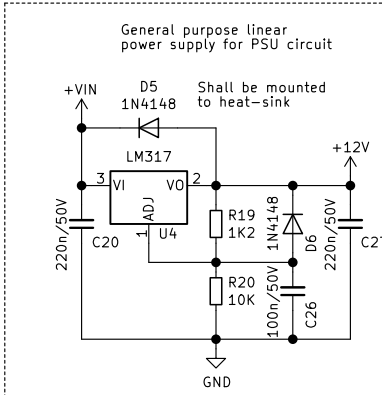 General purpose linear
power supply for PSU circuit
D5
1N4148
Shall be mounted
to heat-sink
+VIN
+12V
LM317
3 VI VO 2
ADJ
1 U4
220n/50V
C20
R19
1K2
1N4148
D6
220n/50V
R20
10K
100n/50V
C26
GND